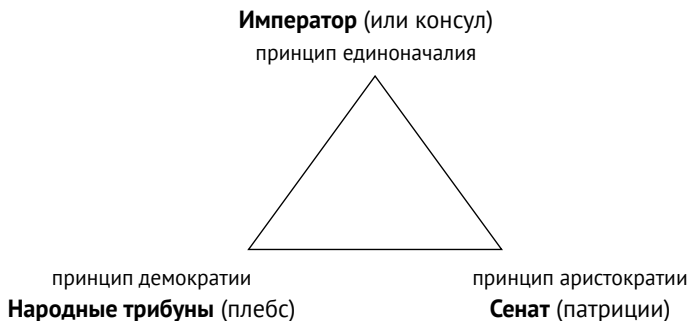 Император (или консул)
принцип единоначалия
принцип демократии
Народные трибуны (плебс)
принцип аристократии
Сенат (патриции)